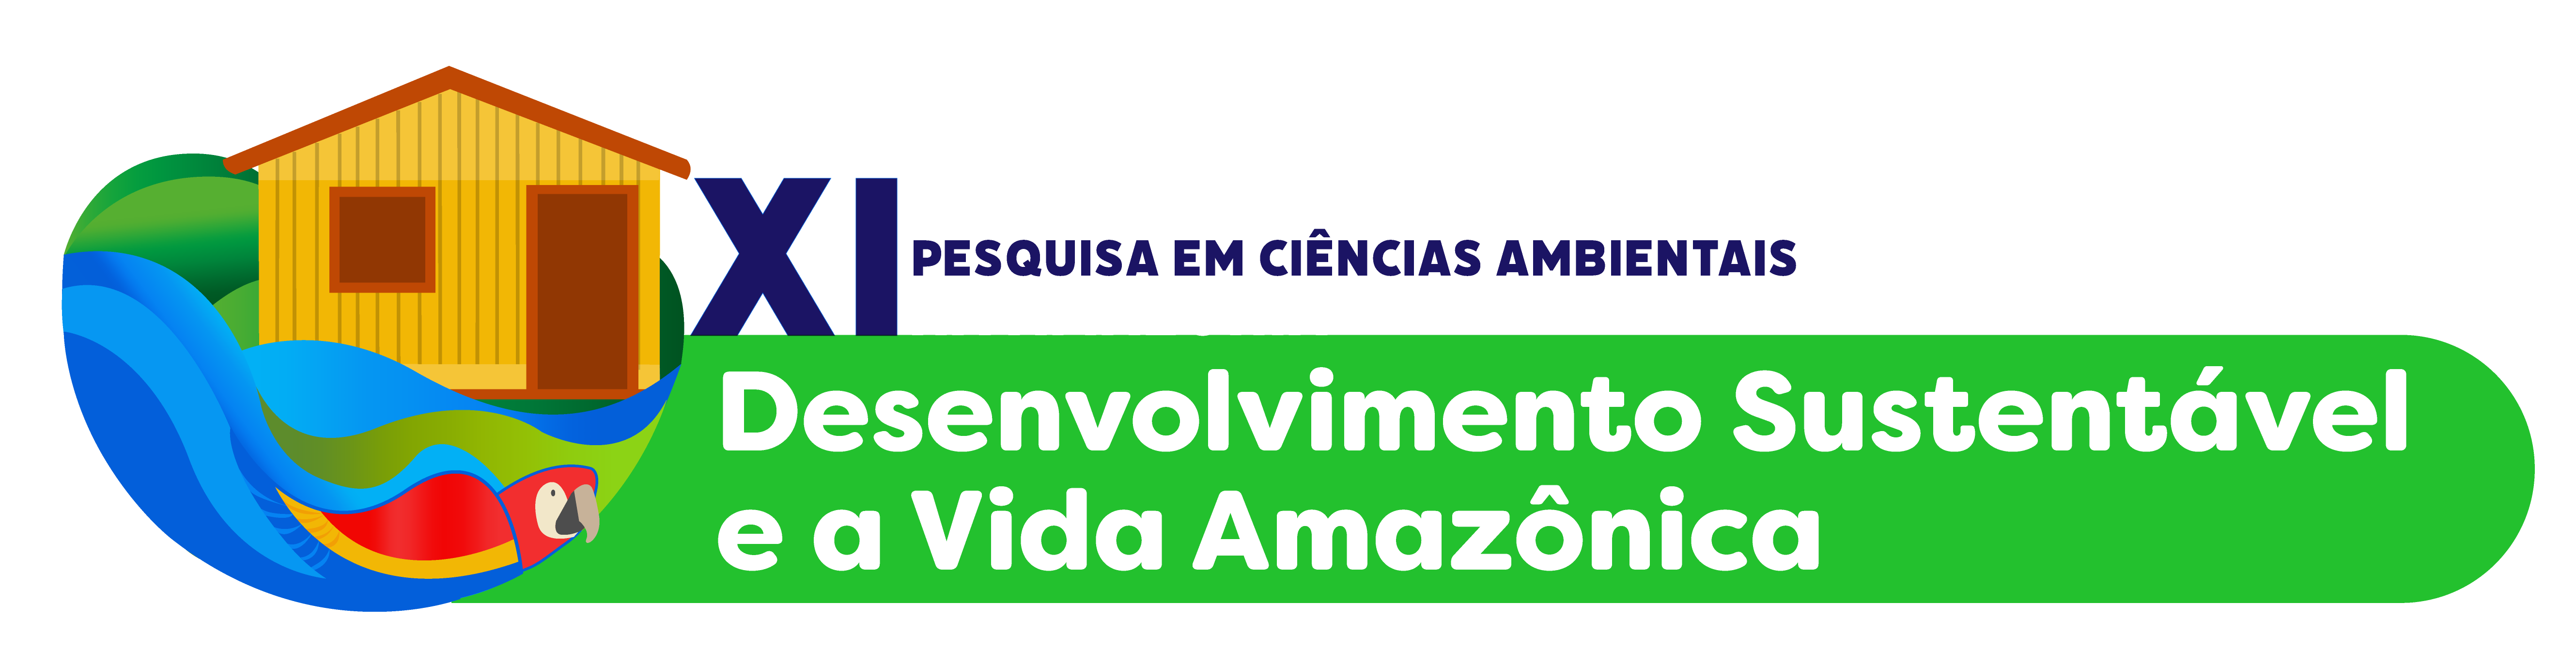 XI
PESQUISA EM CIÊNCIAS AMBIENTAIS
Desenvolvimento Sustentável
e a Vida Amazônica